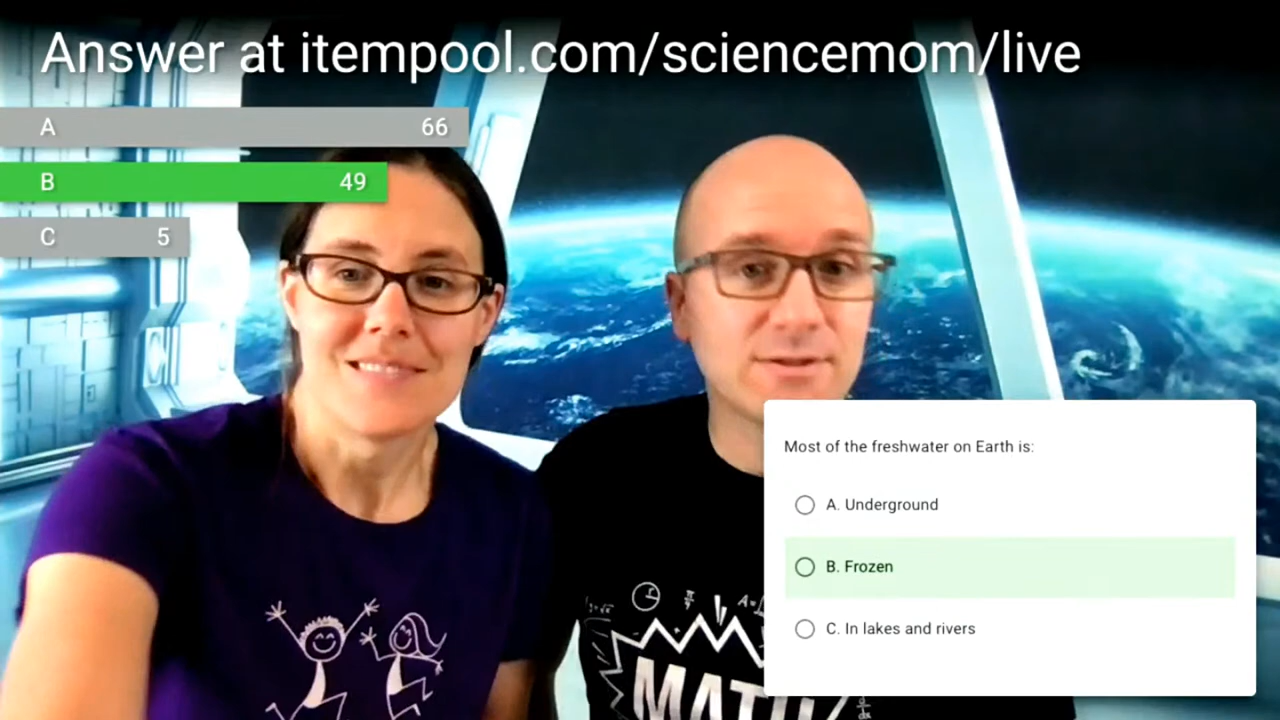 Answer at itempool.com/sciencemom/live
A 66
B 49
C 5
Most of the freshwater on Earth is:
A. Underground
B. Frozen
C. In lakes and rivers
MATH